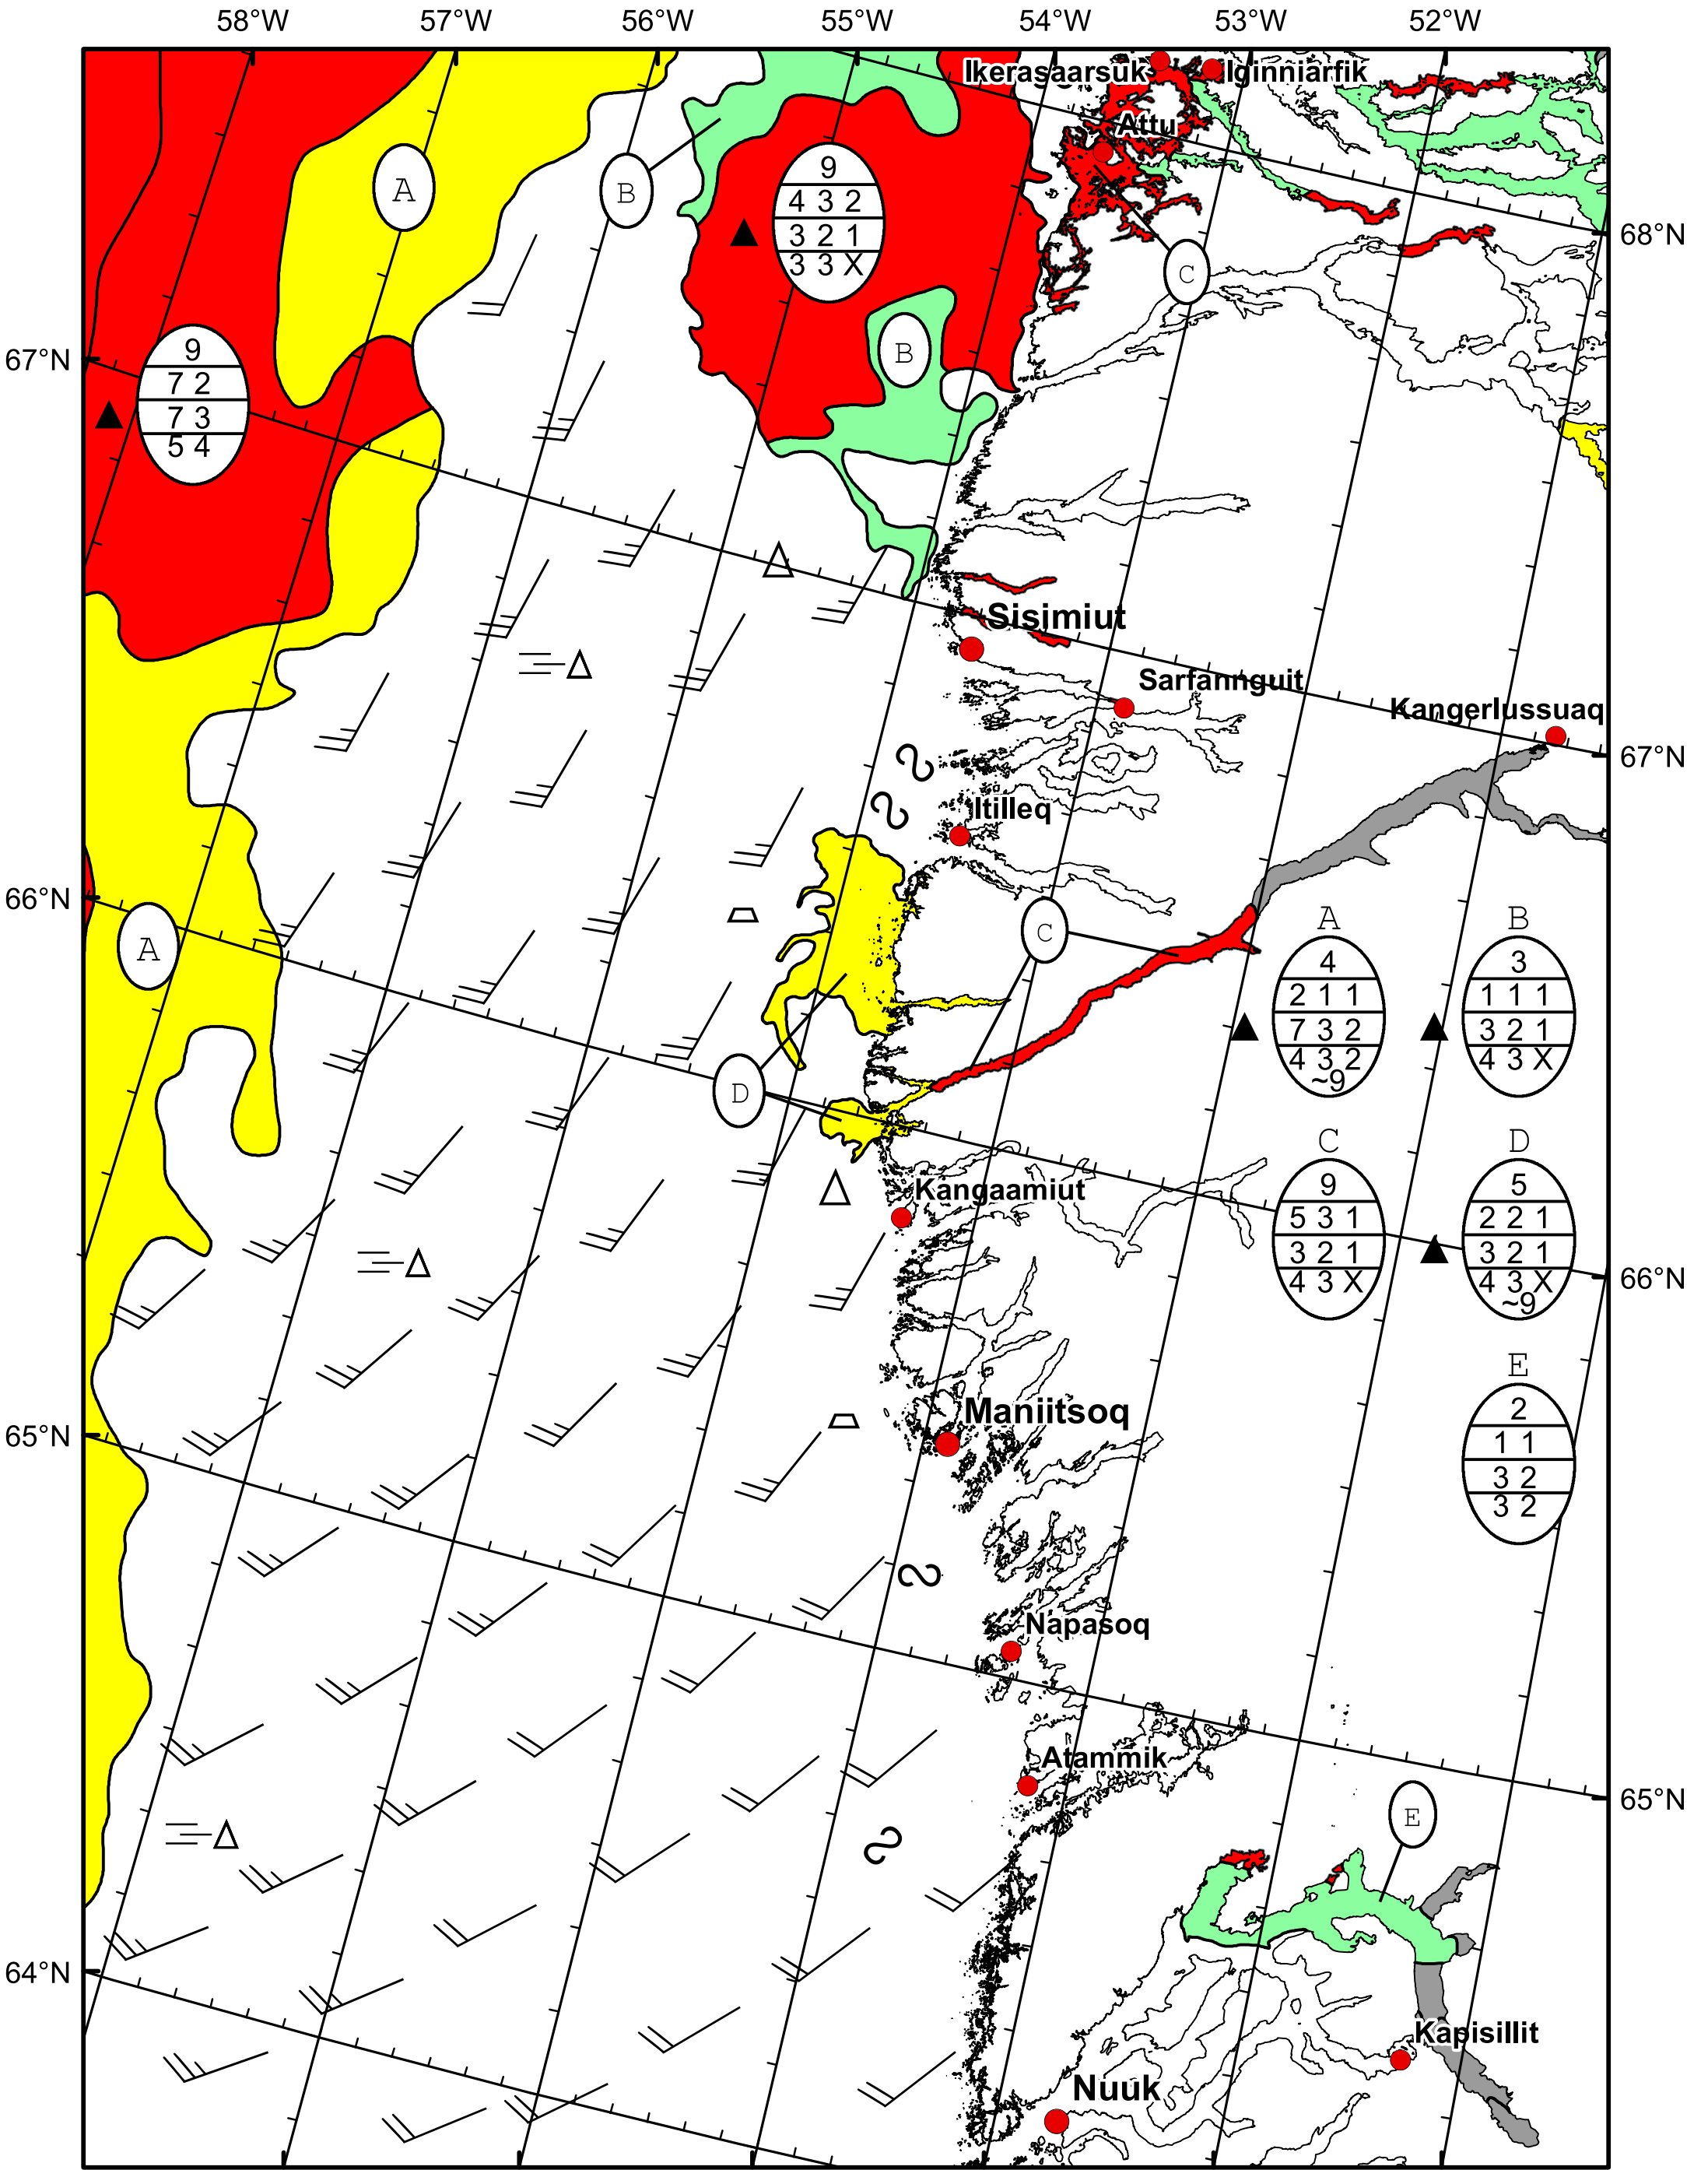 58°W 57°W 56°W 55°W 54°W 53°W 52°W
Ikerasaarsuk
Iginniarfik
Attu
A
B
9
4 3 2
3 2 1
3 3 X
68°N
C
B
67°N
9
7 2
7 3
5 4
Sisimiut
Sarfannguit
Kangerlussuaq
67°N
Itilleq
66°N
A
C
A
4
2 1 1
7 3 2
4 3 2
~9
B
3
1 1 1
3 2 1
4 3 X
D
C
9
5 3 1
3 2 1
4 3 X
D
5
2 2 1
3 2 1
4 3 X
~9
Kangaamiut
66°N
E
2
1 1
3 2
3 2
Maniitsoq
65°N
Napasoq
Atammik
65°N
E
64°N
Kapisillit
Nuuk